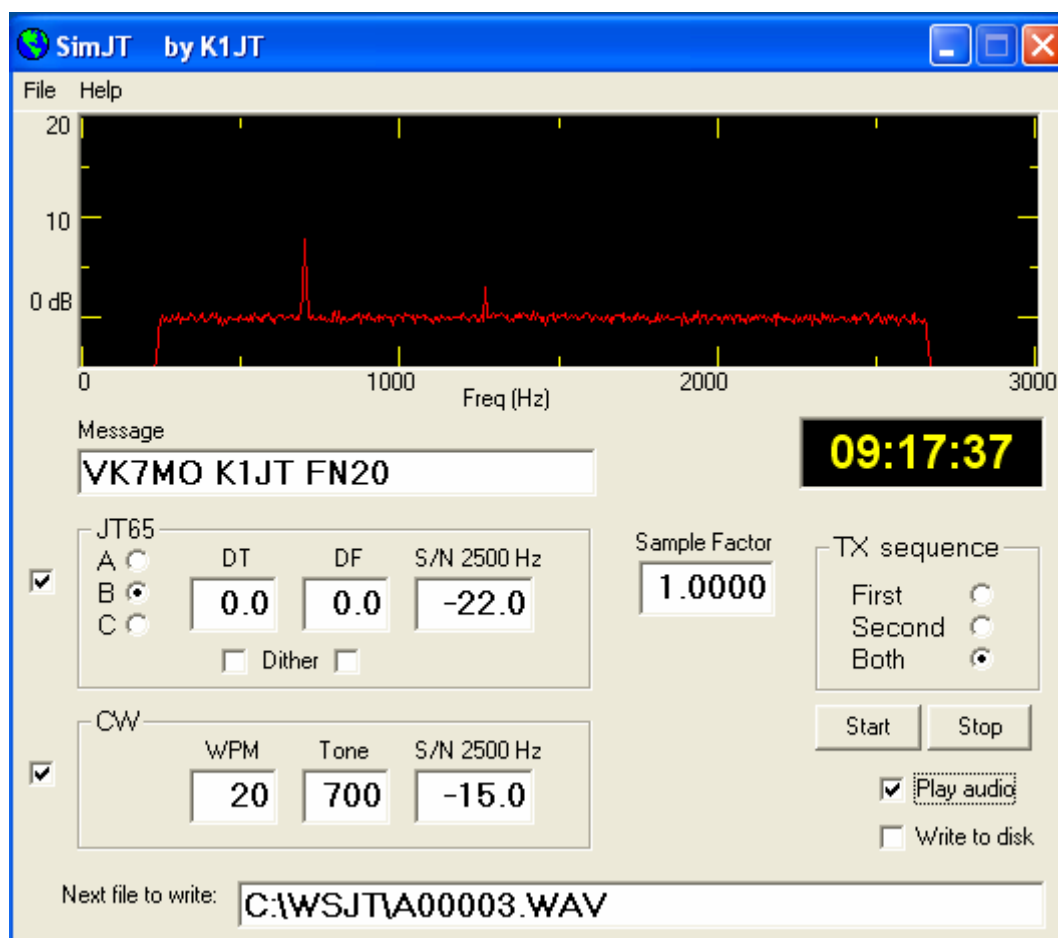 SimJT by K1JT
File Help
20
10
0 dB
0 1000 2000 3000
Freq (Hz)
Message
VK7MO K1JT FN20
09:17:37
JT65
A
B
C
DT DF S/N 2500 Hz
0.0 0.0 -22.0
Dither
Sample Factor
1.0000
TX sequence
First
Second
Both
CW
WPM Tone S/N 2500 Hz
20 700 -15.0
Start Stop
Play audio
Write to disk
Next file to write: C:\WSJT\A00003.WAV